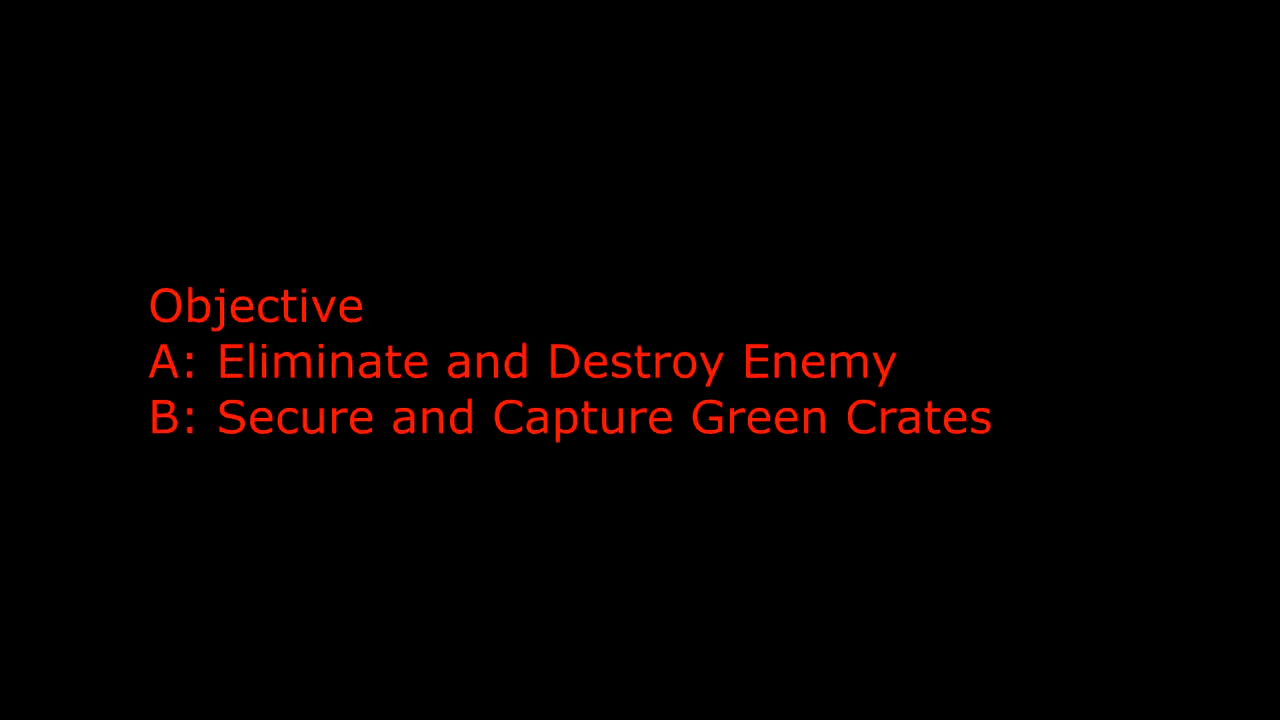 Objective
A: Eliminate and Destroy Enemy
B: Secure and Capture Green Crates